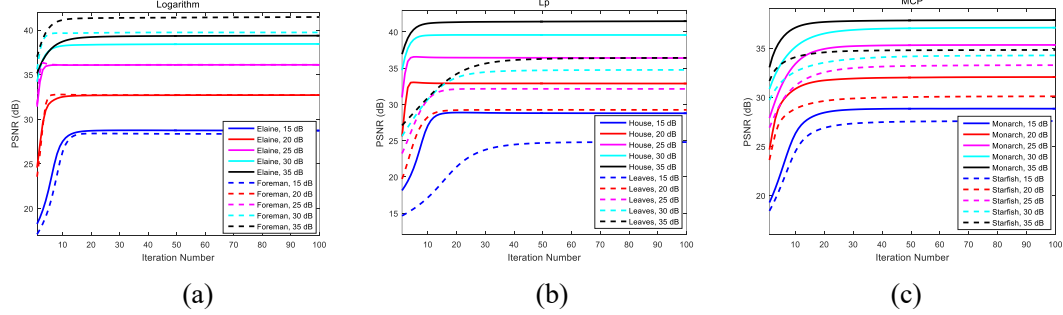 Logarithm
PSNR (dB)
40
35
30
25
20
10 20 30 40 50 60 70 80 90 100
Iteration Number
Elaine, 15 dB
Elaine, 20 dB
Elaine, 25 dB
Elaine, 30 dB
Elaine, 35 dB
Foreman, 15 dB
Foreman, 20 dB
Foreman, 25 dB
Foreman, 30 dB
Foreman, 35 dB
(a)
Lp
PSNR (dB)
40
35
30
25
20
15
10 20 30 40 50 60 70 80 90 100
Iteration Number
House, 15 dB
House, 20 dB
House, 25 dB
House, 30 dB
House, 35 dB
Leaves, 15 dB
Leaves, 20 dB
Leaves, 25 dB
Leaves, 30 dB
Leaves, 35 dB
(b)
MCP
PSNR (dB)
35
30
25
20
10 20 30 40 50 60 70 80 90 100
Iteration Number
Monarch, 15 dB
Monarch, 20 dB
Monarch, 25 dB
Monarch, 30 dB
Monarch, 35 dB
Starfish, 15 dB
Starfish, 20 dB
Starfish, 25 dB
Starfish, 30 dB
Starfish, 35 dB
(c)